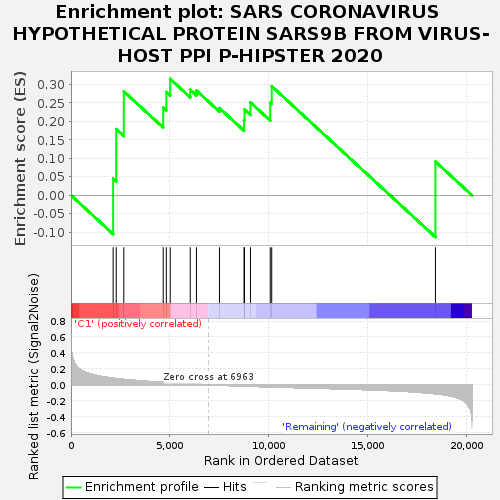 Enrichment plot: SARS CORONAVIRUS
HYPOTHETICAL PROTEIN SARS9B FROM VIRUS-
HOST PPI P-HIPSTER 2020
Enrichment score (ES)
0.30
0.25
0.20
0.15
0.10
0.05
0.00
-0.05
-0.10
Ranked list metric (Signal2Noise)
0.8
0.6
0.4
0.2
0.0
-0.2
-0.4
-0.6
'C1' (positively correlated)
Zero cross at 6963
'Remaining' (negatively correlated)
0
5,000
10,000
15,000
20,000
Rank in Ordered Dataset
Enrichment profile
Hits
Ranking metric scores